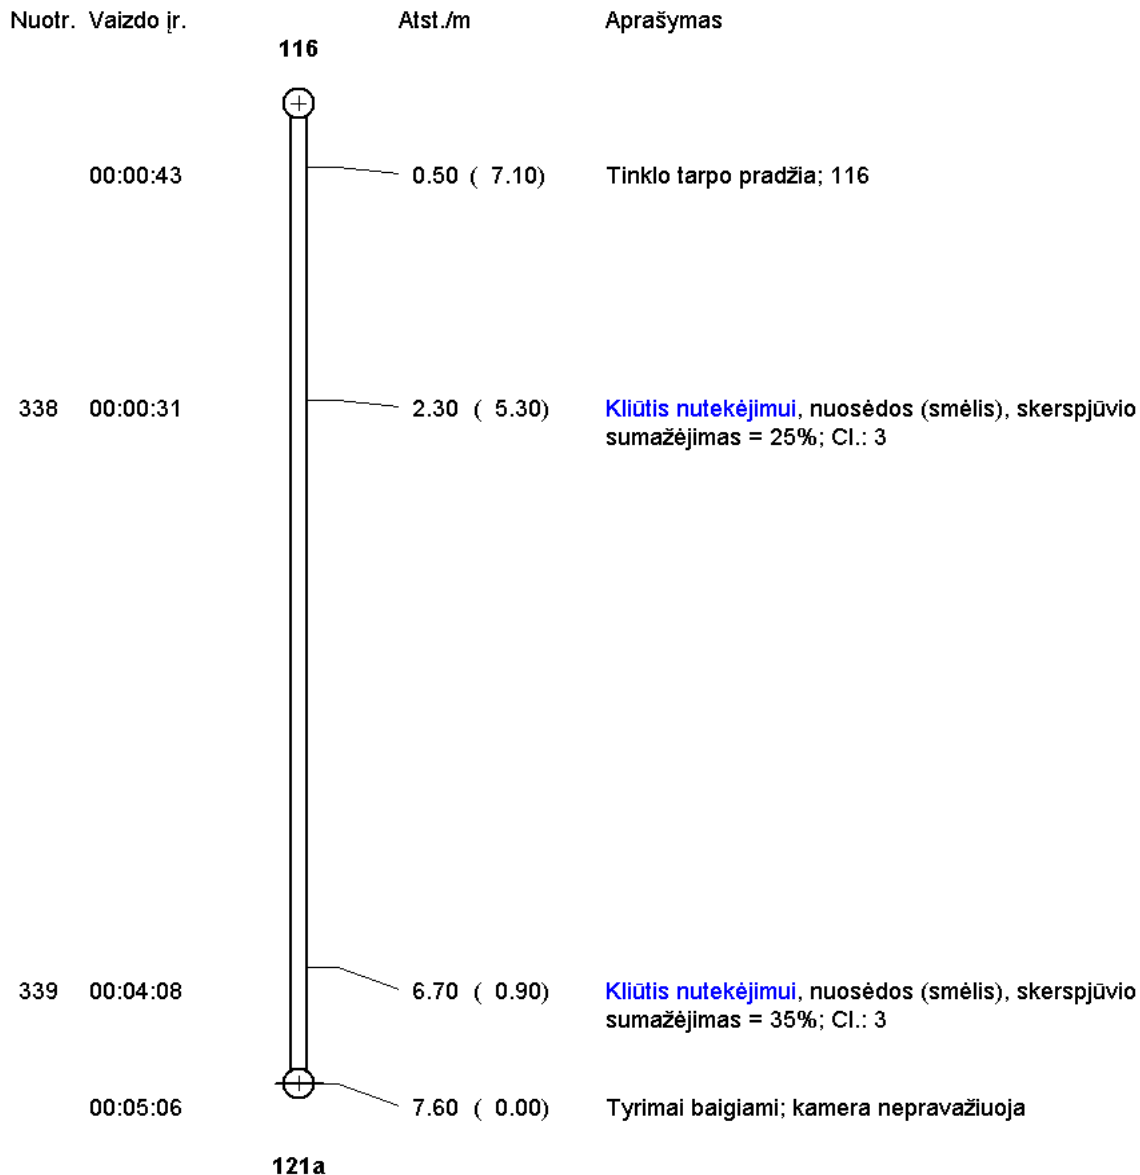 Nuotr. Vaizdo įr. Atst./m Aprašymas
116
00:00:43 0.50 ( 7.10) Tinklo tarpo pradžia; 116
338 00:00:31 2.30 ( 5.30) Kliūtis nutekėjimui, nuosėdos (smėlis), skerspjūvio
sumažėjimas = 25%; Cl.: 3
339 00:04:08 6.70 ( 0.90) Kliūtis nutekėjimui, nuosėdos (smėlis), skerspjūvio
sumažėjimas = 35%; Cl.: 3
00:05:06 7.60 ( 0.00) Tyrimai baigiami; kamera nepravažiuoja
121a